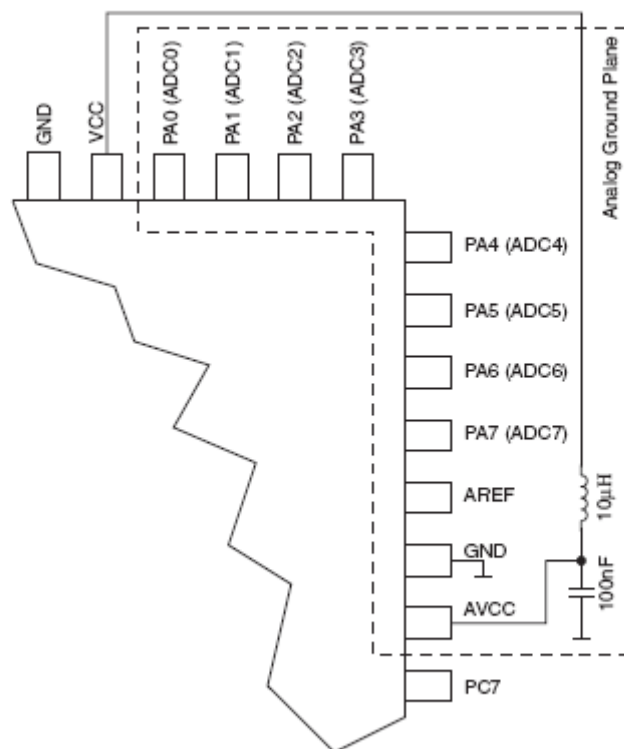 GND
VCC
PA0 (ADC0)
PA1 (ADC1)
PA2 (ADC2)
PA3 (ADC3)
Analog Ground Plane
PA4 (ADC4)
PA5 (ADC5)
PA6 (ADC6)
PA7 (ADC7)
AREF
10μH
GND
AVCC
100nF
PC7